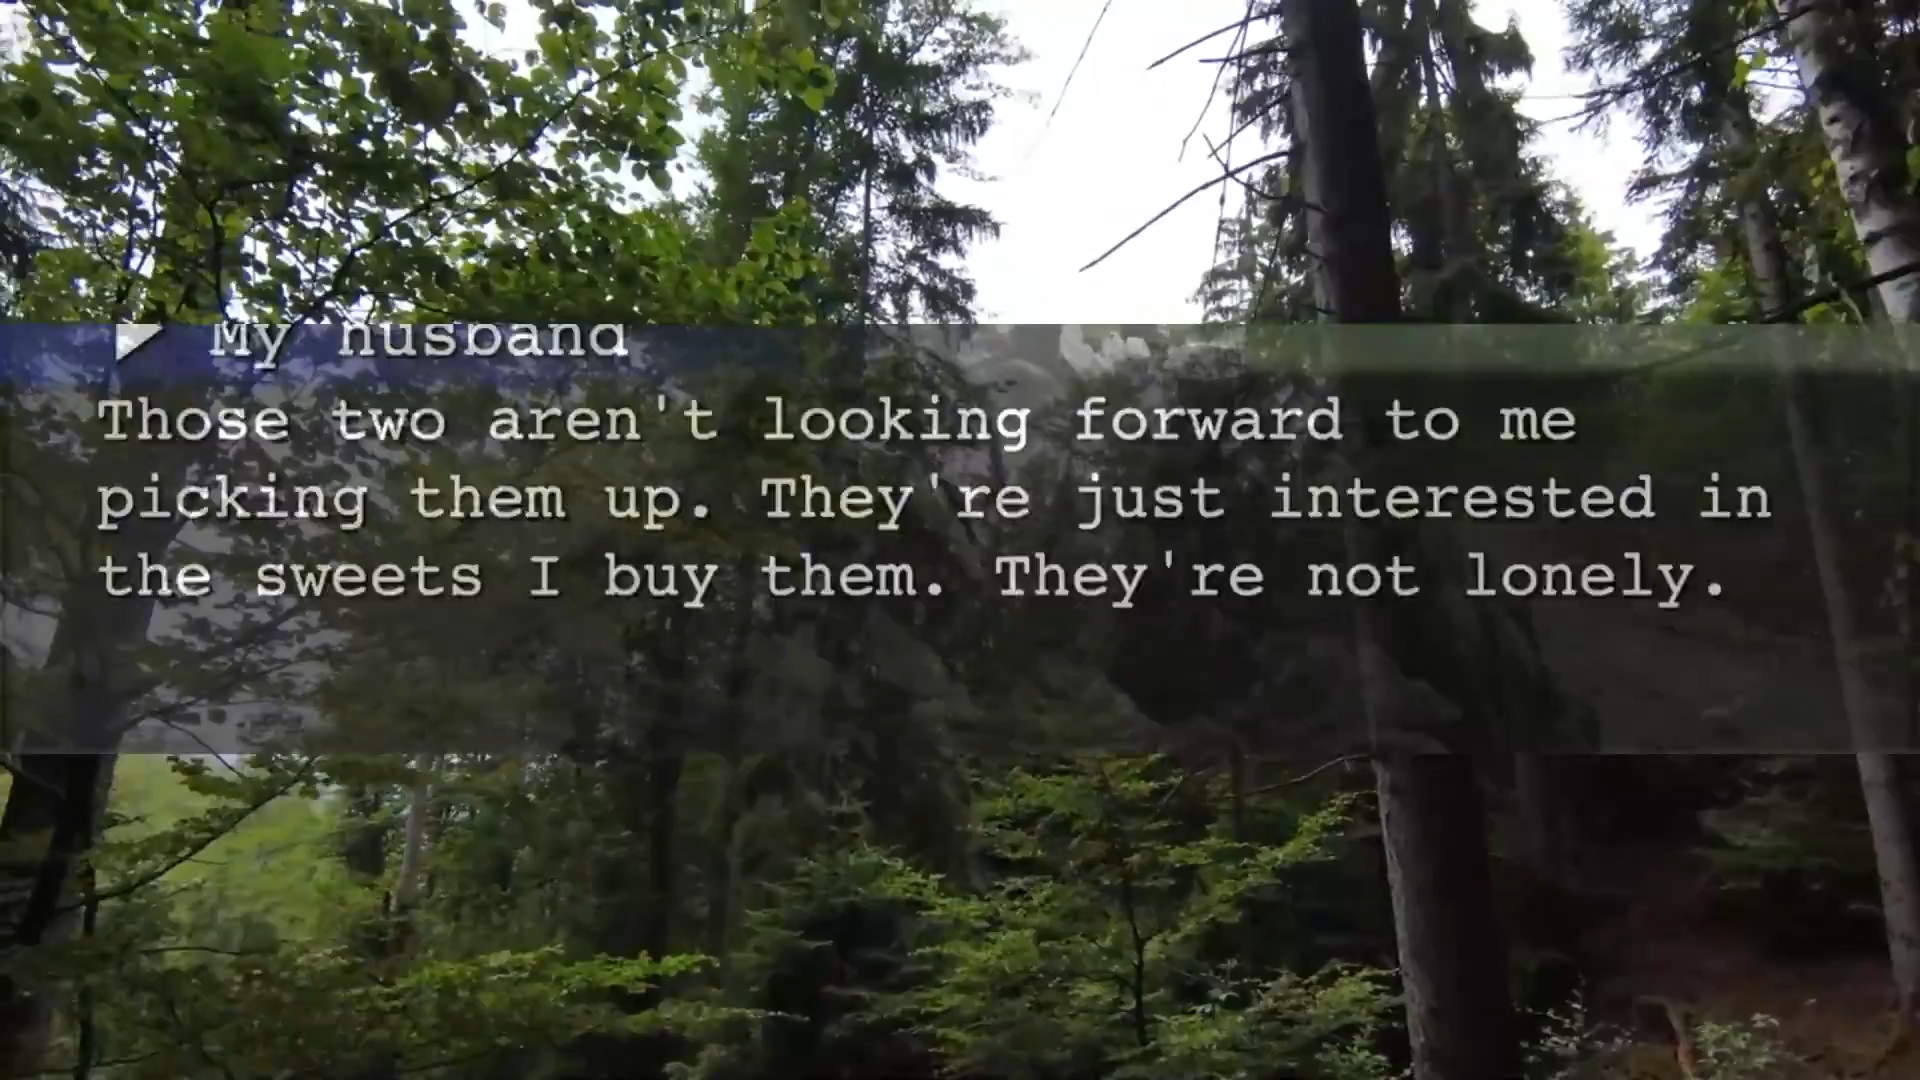 My husband
Those two aren't looking forward to me
picking them up. They're just interested in
the sweets I buy them. They're not lonely.